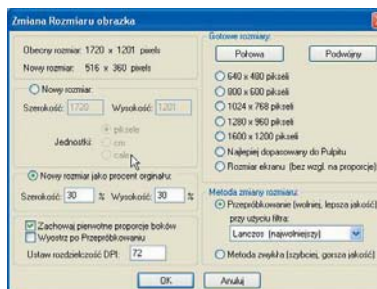 Zmiana Rozmiaru obrazka
Obecny rozmiar: 1720 x 1201 pixels
Nowy rozmiar: 516 x 360 pixels
Nowy rozmiar:
Szerokość: 1720 Wysokość: 1201
Jednostki:
piksele
cm
cale
Nowy rozmiar jako procent orginału:
Szerokość: 30 % Wysokość: 30 %
Zachowaj pierwotne proporcje boków
Wyostrz po Przepróbkowaniu
Ustaw rozdzielczość DPI: 72
Gotowe rozmiary:
Połowa Podwójny
640 x 480 pikseli
800 x 600 pikseli
1024 x 768 pikseli
1280 x 960 pikseli
1600 x 1200 pikseli
Najlepiej dopasowany do Pulpitu
Rozmiar ekranu (bez wzgl. na proporcje)
Metoda zmiany rozmiaru:
Przepróbkowanie (wolniej, lepsza jakość)
przy użyciu filtra:
Lanczos (najwolniejszy)
Metoda zwykła (szybciej, gorsza jakość)
OK Anuluj